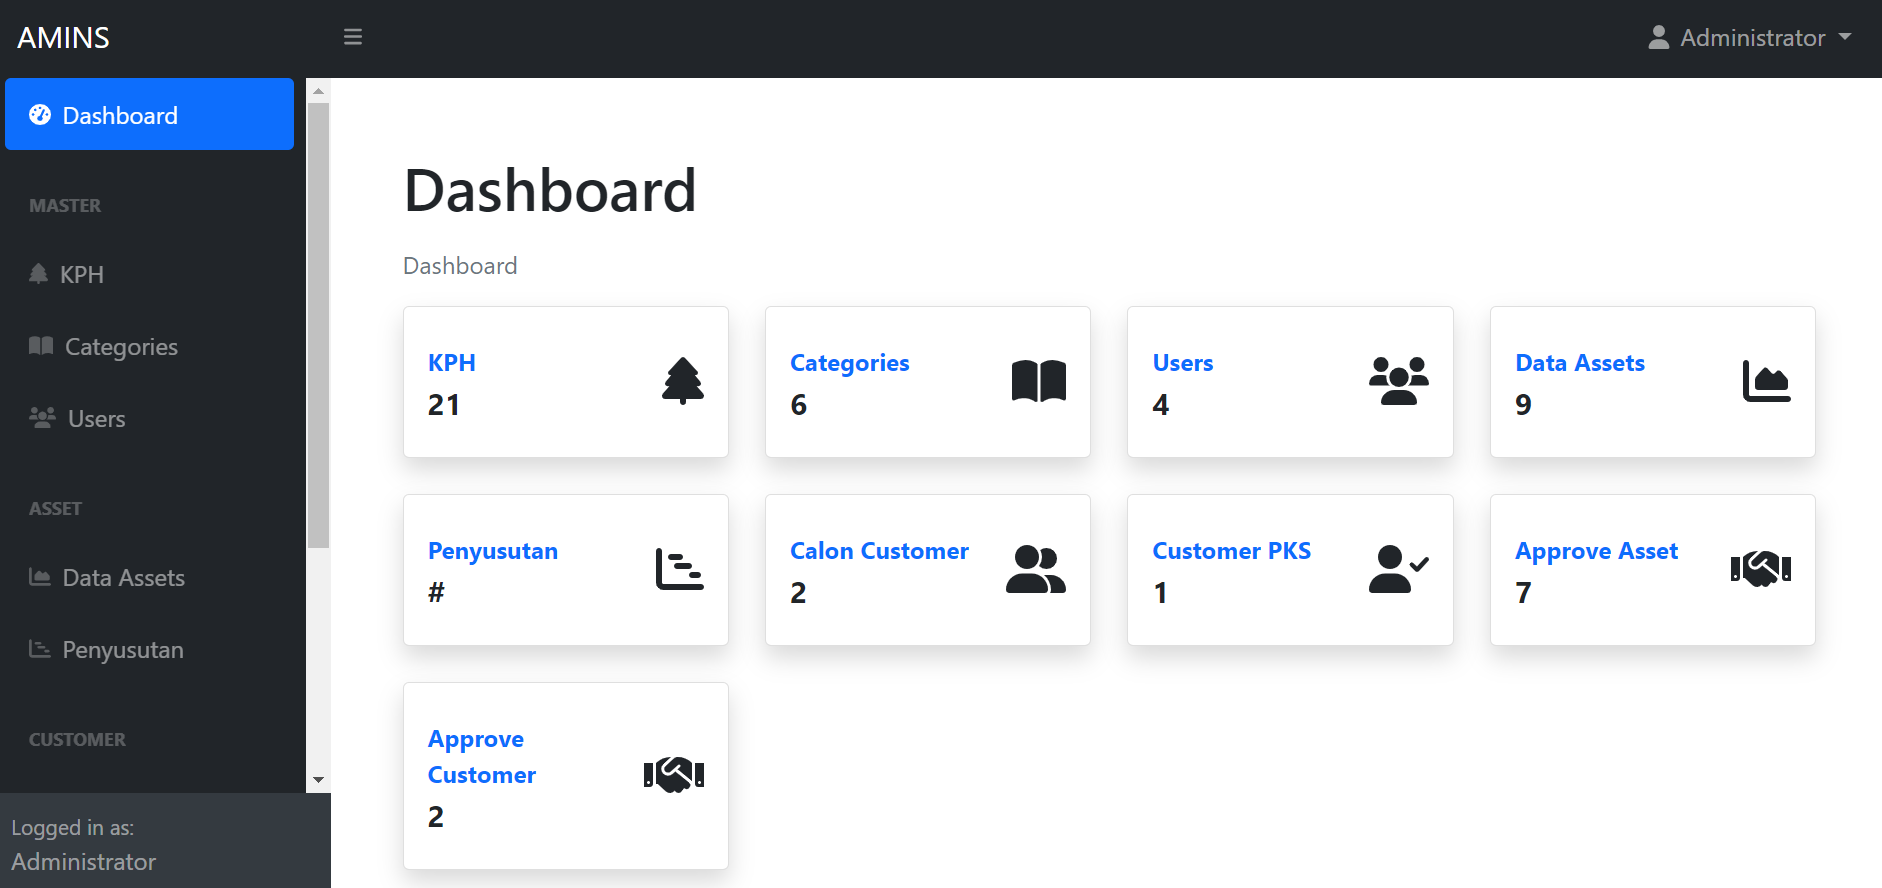 AMINS
Administrator
Dashboard
MASTER
KPH
Categories
Users
ASSET
Data Assets
Penyusutan
CUSTOMER
Logged in as:
Administrator
Dashboard
Dashboard
KPH
21
Categories
6
Users
4
Data Assets
9
Penyusutan
#
Calon Customer
2
Customer PKS
1
Approve Asset
7
Approve
Customer
2